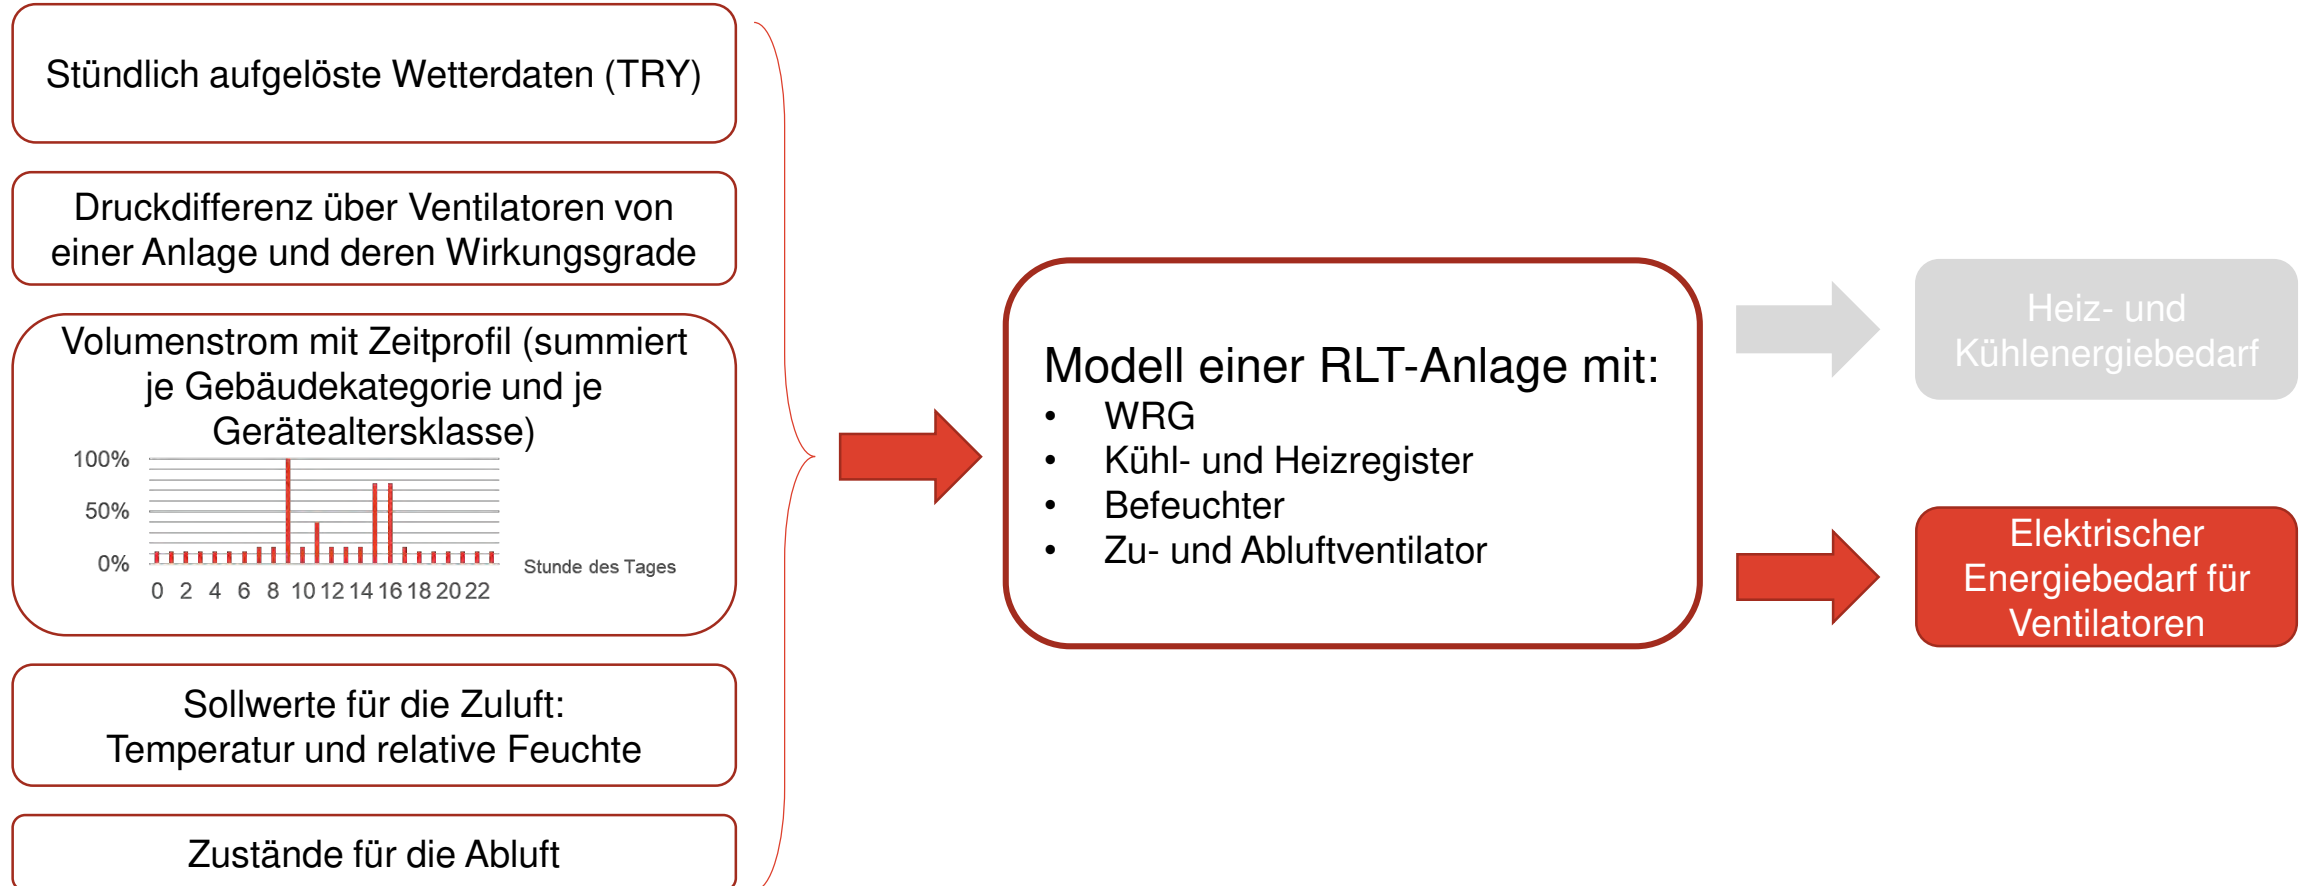 Stündlich aufgelöste Wetterdaten (TRY)
Druckdifferenz über Ventilatoren von
einer Anlage und deren Wirkungsgrade
Volumenstrom mit Zeitprofil (summiert
je Gebäudekategorie und je
Gerätealtersklasse)
100%
50%
0%
Stunde des Tages
0 2 4 6 8 10 12 14 16 18 20 22
Sollwerte für die Zuluft:
Temperatur und relative Feuchte
Zustände für die Abluft
Modell einer RLT-Anlage mit:
• WRG
• Kühl- und Heizregister
• Befeuchter
• Zu- und Abluftventilator
Heiz- und
Kühlenergiebedarf
Elektrischer
Energiebedarf für
Ventilatoren